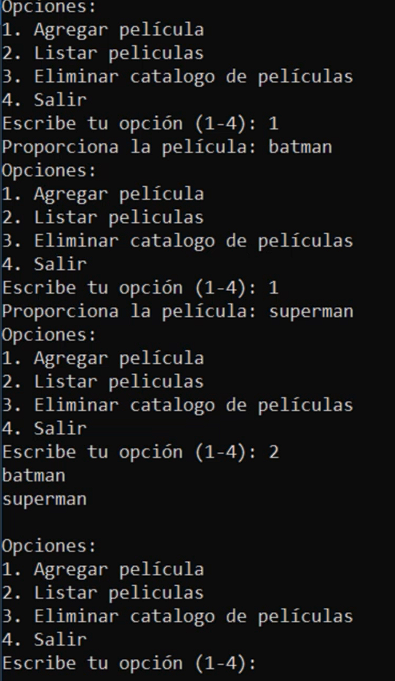 Opciones:
1. Agregar película
2. Listar peliculas
3. Eliminar catalogo de películas
4. Salir
Escribe tu opción (1-4): 1
Proporciona la película: batman
Opciones:
1. Agregar película
2. Listar peliculas
3. Eliminar catalogo de películas
4. Salir
Escribe tu opción (1-4): 1
Proporciona la película: superman
Opciones:
1. Agregar película
2. Listar peliculas
3. Eliminar catalogo de películas
4. Salir
Escribe tu opción (1-4): 2
batman
superman

Opciones:
1. Agregar película
2. Listar peliculas
3. Eliminar catalogo de películas
4. Salir
Escribe tu opción (1-4):